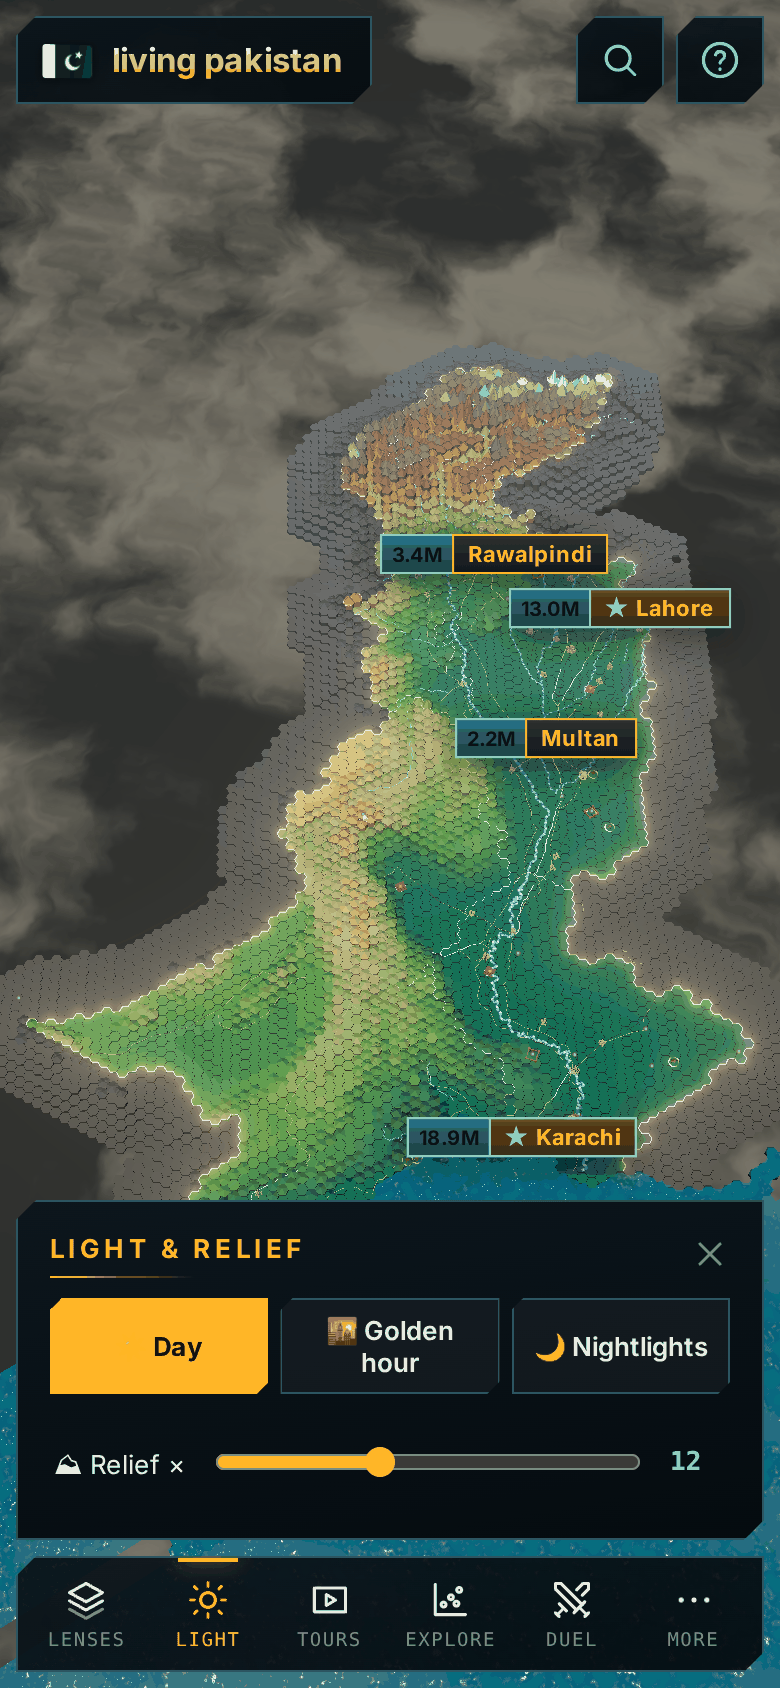 living pakistan
3.4M Rawalpindi
13.0M ★ Lahore
2.2M Multan
18.9M ★ Karachi
LIGHT & RELIEF
Day
Golden
hour
Nightlights
Relief ×
12
LENSES
LIGHT
TOURS
EXPLORE
DUEL
MORE